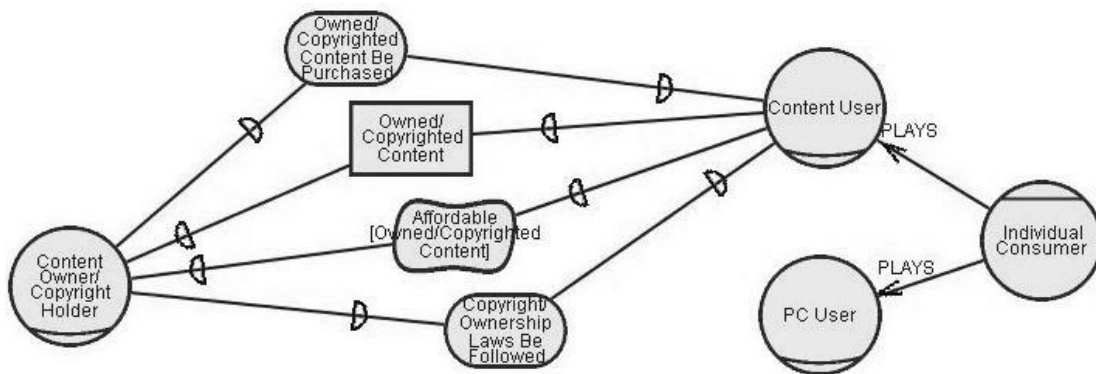 Owned/
Copyrighted
Content Be
Purchased
Owned/
Copyrighted
Content
Affordable
[Owned/Copyrighted
Content]
Copyright/
Ownership
Laws Be
Followed
Content
Owner/
Copyright
Holder
Content User
PLAYS
Individual
Consumer
PLAYS
PC User